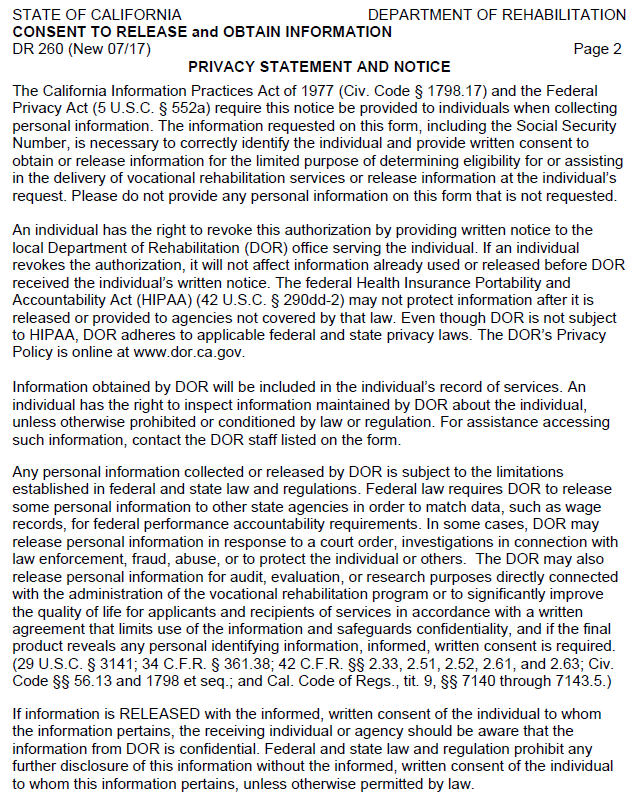 STATE OF CALIFORNIA DEPARTMENT OF REHABILITATION
CONSENT TO RELEASE and OBTAIN INFORMATION
DR 260 (New 07/17) Page 2
PRIVACY STATEMENT AND NOTICE
The California Information Practices Act of 1977 (Civ. Code § 1798.17) and the Federal
Privacy Act (5 U.S.C. § 552a) require this notice be provided to individuals when collecting
personal information. The information requested on this form, including the Social Security
Number, is necessary to correctly identify the individual and provide written consent to
obtain or release information for the limited purpose of determining eligibility for or assisting
in the delivery of vocational rehabilitation services or release information at the individual's
request. Please do not provide any personal information on this form that is not requested.
An individual has the right to revoke this authorization by providing written notice to the
local Department of Rehabilitation (DOR) office serving the individual. If an individual
revokes the authorization, it will not affect information already used or released before DOR
received the individual's written notice. The federal Health Insurance Portability and
Accountability Act (HIPAA) (42 U.S.C. § 290dd-2) may not protect information after it is
released or provided to agencies not covered by that law. Even though DOR is not subject
to HIPAA, DOR adheres to applicable federal and state privacy laws. The DOR's Privacy
Policy is online at www.dor.ca.gov.
Information obtained by DOR will be included in the individual's record of services. An
individual has the right to inspect information maintained by DOR about the individual,
unless otherwise prohibited or conditioned by law or regulation. For assistance accessing
such information, contact the DOR staff listed on the form.
Any personal information collected or released by DOR is subject to the limitations
established in federal and state law and regulations. Federal law requires DOR to release
some personal information to other state agencies in order to match data, such as wage
records, for federal performance accountability requirements. In some cases, DOR may
release personal information in response to a court order, investigations in connection with
law enforcement, fraud, abuse, or to protect the individual or others. The DOR may also
release personal information for audit, evaluation, or research purposes directly connected
with the administration of the vocational rehabilitation program or to significantly improve
the quality of life for applicants and recipients of services in accordance with a written
agreement that limits use of the information and safeguards confidentiality, and if the final
product reveals any personal identifying information, informed, written consent is required.
(29 U.S.C. § 3141; 34 C.F.R. § 361.38; 42 C.F.R. §§ 2.33, 2.51, 2.52, 2.61, and 2.63; Civ.
Code §§ 56.13 and 1798 et seq.; and Cal. Code of Regs., tit. 9, §§ 7140 through 7143.5.)
If information is RELEASED with the informed, written consent of the individual to whom
the information pertains, the receiving individual or agency should be aware that the
information from DOR is confidential. Federal and state law and regulation prohibit any
further disclosure of this information without the informed, written consent of the individual
to whom this information pertains, unless otherwise permitted by law.